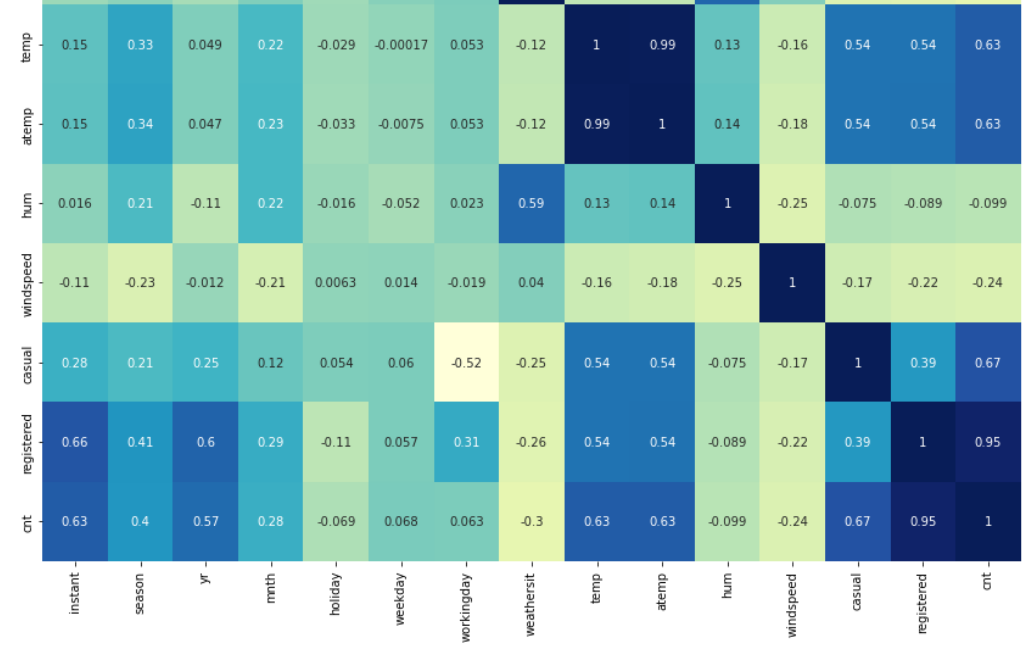 temp 0.15 0.33 0.049 0.22 -0.029 -0.00017 0.053 -0.12 1 0.99 0.13 -0.16 0.54 0.54 0.63
atemp 0.15 0.34 0.047 0.23 -0.033 -0.0075 0.053 -0.12 0.99 1 0.14 -0.18 0.54 0.54 0.63
hum 0.016 0.21 -0.11 0.22 -0.016 -0.052 0.023 0.59 0.13 0.14 1 -0.25 -0.075 -0.089 -0.099
windspeed -0.11 -0.23 -0.012 -0.21 0.0063 0.014 -0.019 0.04 -0.16 -0.18 -0.25 1 -0.17 -0.22 -0.24
casual 0.28 0.21 0.25 0.12 0.054 0.06 -0.52 -0.25 0.54 0.54 -0.075 -0.17 1 0.39 0.67
registered 0.66 0.41 0.6 0.29 -0.11 0.057 0.31 -0.26 0.54 0.54 -0.089 -0.22 0.39 1 0.95
cnt 0.63 0.4 0.57 0.28 -0.069 0.068 0.063 -0.3 0.63 0.63 -0.099 -0.24 0.67 0.95 1
instant season yr mnth holiday weekday workingday weathersit temp atemp hum windspeed casual registered cnt